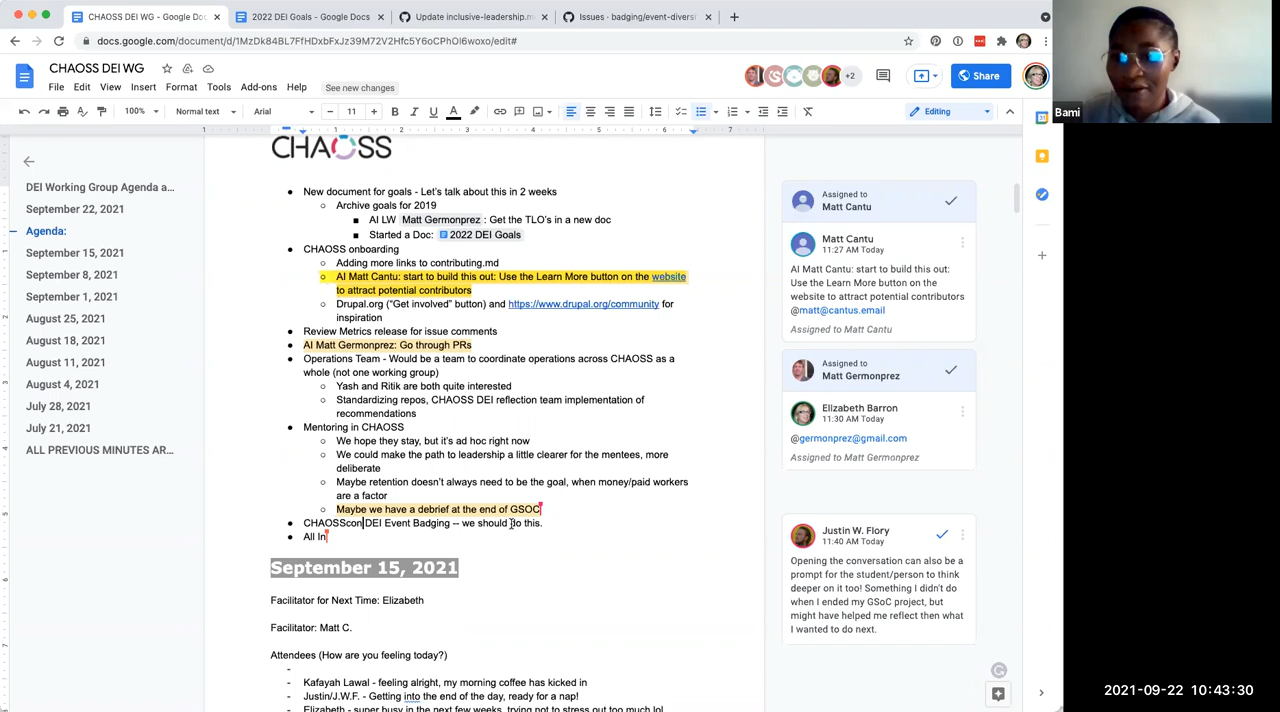 CHAOSS DEI WG - Google Doc
2022 DEI Goals - Google Docs
Update inclusive-leadership.m
Issues · badging/event-diversi
docs.google.com/document/d/1MzDk84BL7FfHDxbFxJz39M72V2Hfc5Y6oCPhOl6woxo/edit#
CHAOSS DEI WG
File Edit View Insert Format Tools Add-ons Help See new changes
+2
Share
100% Normal text Arial 11 Editing
DEI Working Group Agenda a...
September 22, 2021
Agenda:
September 15, 2021
September 8, 2021
September 1, 2021
August 25, 2021
August 18, 2021
August 11, 2021
August 4, 2021
July 28, 2021
July 21, 2021
ALL PREVIOUS MINUTES AR...
CHAOSS
New document for goals - Let's talk about this in 2 weeks
Archive goals for 2019
AI LW Matt Germonprez : Get the TLO's in a new doc
Started a Doc: 2022 DEI Goals
CHAOSS onboarding
Adding more links to contributing.md
AI Matt Cantu: start to build this out: Use the Learn More button on the website
to attract potential contributors
Drupal.org ("Get involved" button) and https://www.drupal.org/community for
inspiration
Review Metrics release for issue comments
AI Matt Germonprez: Go through PRs
Operations Team - Would be a team to coordinate operations across CHAOSS as a
whole (not one working group)
Yash and Ritik are both quite interested
Standardizing repos, CHAOSS DEI reflection team implementation of
recommendations
Mentoring in CHAOSS
We hope they stay, but it's ad hoc right now
We could make the path to leadership a little clearer for the mentees, more
deliberate
Maybe retention doesn't always need to be the goal, when money/paid workers
are a factor
Maybe we have a debrief at the end of GSOC
CHAOSScon DEI Event Badging -- we should do this.
All In
September 15, 2021
Facilitator for Next Time: Elizabeth
Facilitator: Matt C.
Attendees (How are you feeling today?)
-
- Kafayah Lawal - feeling alright, my morning coffee has kicked in
- Justin/J.W.F. - Getting into the end of the day, ready for a nap!
- Elizabeth - super busy in the next few weeks, trying not to stress out too much lol
Assigned to
Matt Cantu
Matt Cantu
11:27 AM Today
AI Matt Cantu: start to build this out:
Use the Learn More button on the
website to attract potential contributors
@matt@cantus.email
Assigned to Matt Cantu
Assigned to
Matt Germonprez
Elizabeth Barron
11:30 AM Today
@germonprez@gmail.com
Assigned to Matt Germonprez
Justin W. Flory
11:40 AM Today
Opening the conversation can also be a
prompt for the student/person to think
deeper on it too! Something I didn't do
when I ended my GSoC project, but
might have helped me reflect then what
I wanted to do next.
Bami
2021-09-22 10:43:30